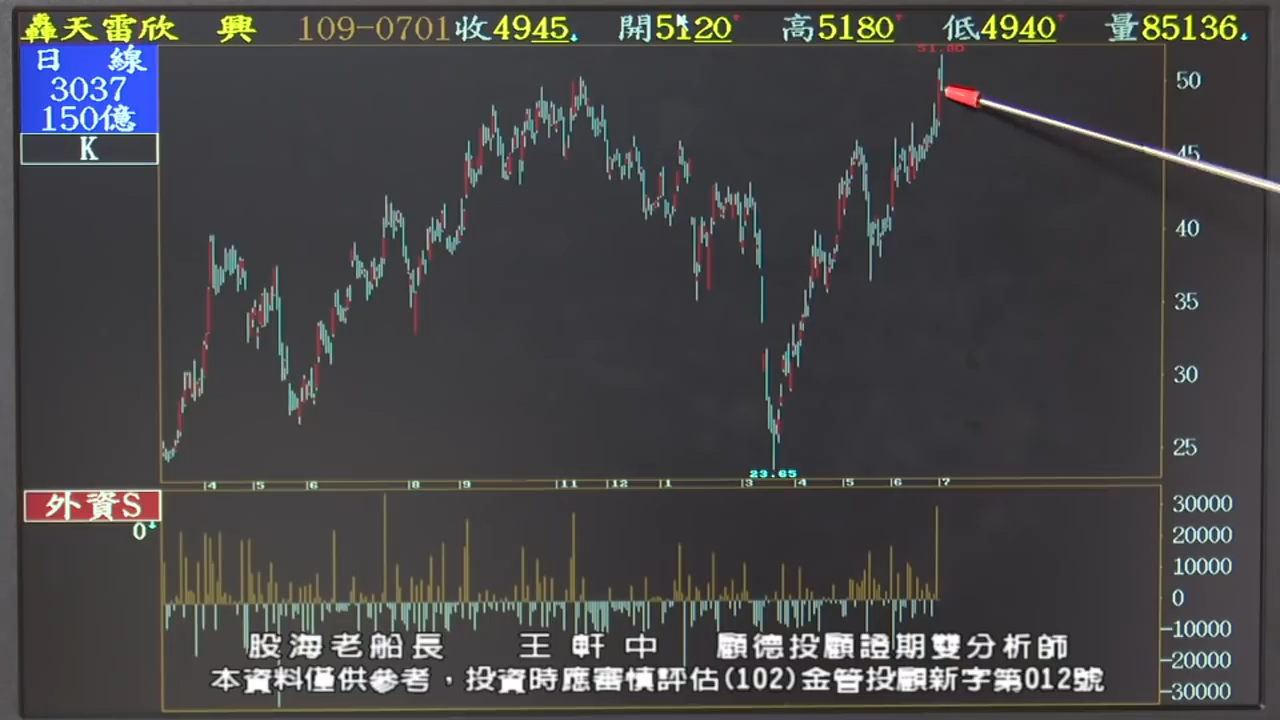 轟天雷欣 興 109-0701收4945 開5120 高5180 低4940 量85136
日 線
3037
150億
K
51.80
50
45
40
35
30
25
23.65
4 5 6 8 9 11 12 1 3 4 5 6 7
外資S
0
30000
20000
10000
0
-10000
-20000
-30000
股海老船長 王軒中 顧德投顧證期雙分析師
本資料僅供參考，投資時應審慎評估(102)金管投顧新字第012號